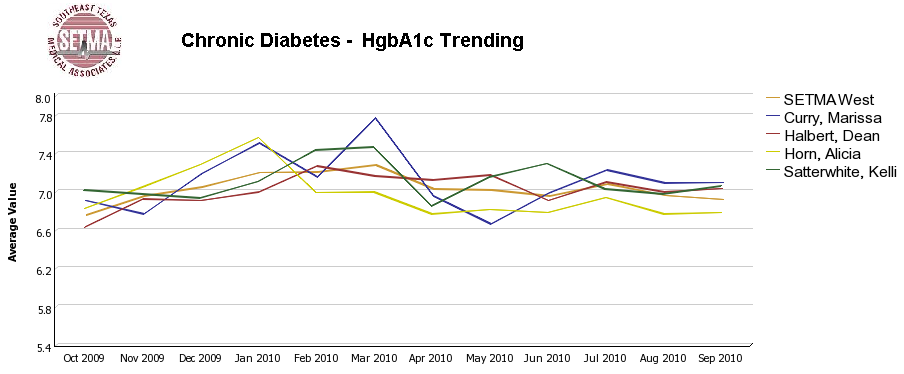 SOUTHEAST TEXAS
SETMA
MEDICAL ASSOCIATES, L.L.P.
Chronic Diabetes - HgbA1c Trending
8.0
7.8
7.4
7.0
6.6
6.2
5.8
5.4
Average Value
Oct 2009 Nov 2009 Dec 2009 Jan 2010 Feb 2010 Mar 2010 Apr 2010 May 2010 Jun 2010 Jul 2010 Aug 2010 Sep 2010
SETMA West
Curry, Marissa
Halbert, Dean
Horn, Alicia
Satterwhite, Kelli